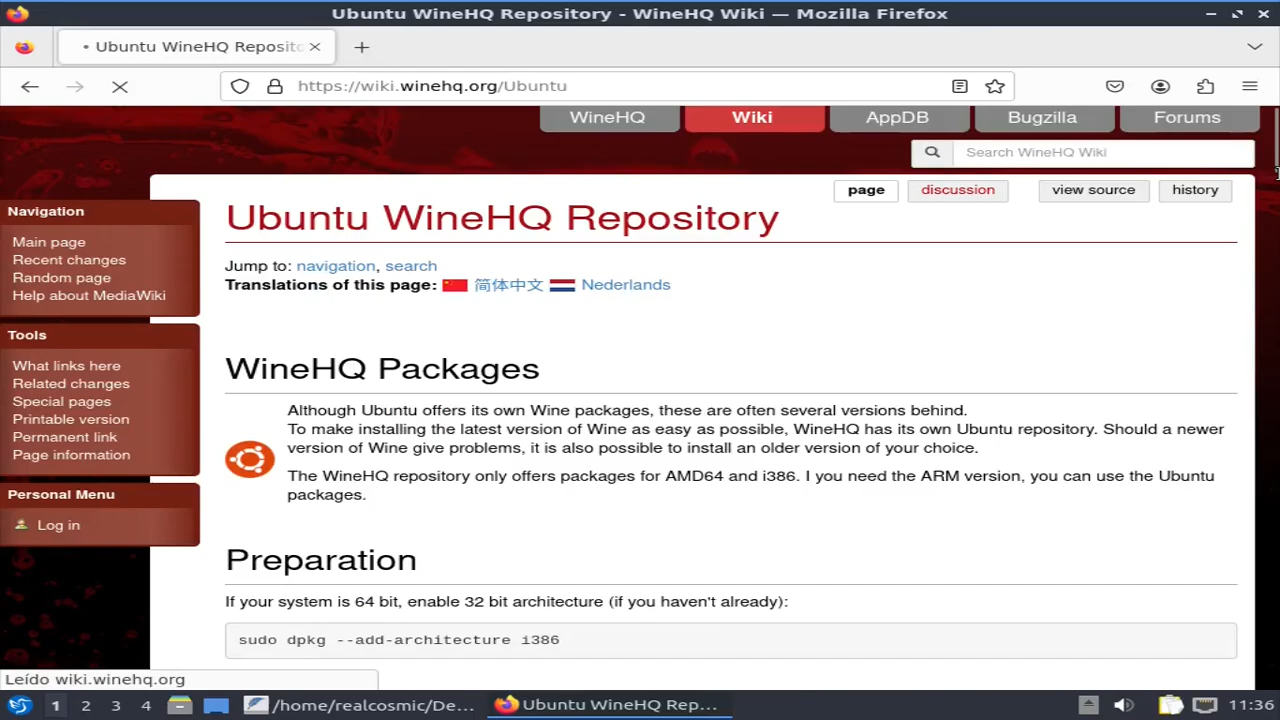 Ubuntu WineHQ Repository - WineHQ Wiki — Mozilla Firefox
Ubuntu WineHQ Reposito
https://wiki.winehq.org/Ubuntu
WineHQ
Wiki
AppDB
Bugzilla
Forums
Search WineHQ Wiki
page
discussion
view source
history
Navigation
Main page
Recent changes
Random page
Help about MediaWiki
Tools
What links here
Related changes
Special pages
Printable version
Permanent link
Page information
Personal Menu
Log in
Ubuntu WineHQ Repository
Jump to: navigation, search
Translations of this page: 简体中文 Nederlands
WineHQ Packages
Although Ubuntu offers its own Wine packages, these are often several versions behind.
To make installing the latest version of Wine as easy as possible, WineHQ has its own Ubuntu repository. Should a newer
version of Wine give problems, it is also possible to install an older version of your choice.
The WineHQ repository only offers packages for AMD64 and i386. I you need the ARM version, you can use the Ubuntu
packages.
Preparation
If your system is 64 bit, enable 32 bit architecture (if you haven't already):
sudo dpkg --add-architecture i386
Leído wiki.winehq.org
1 2 3 4 /home/realcosmic/De... Ubuntu WineHQ Rep... 11:36